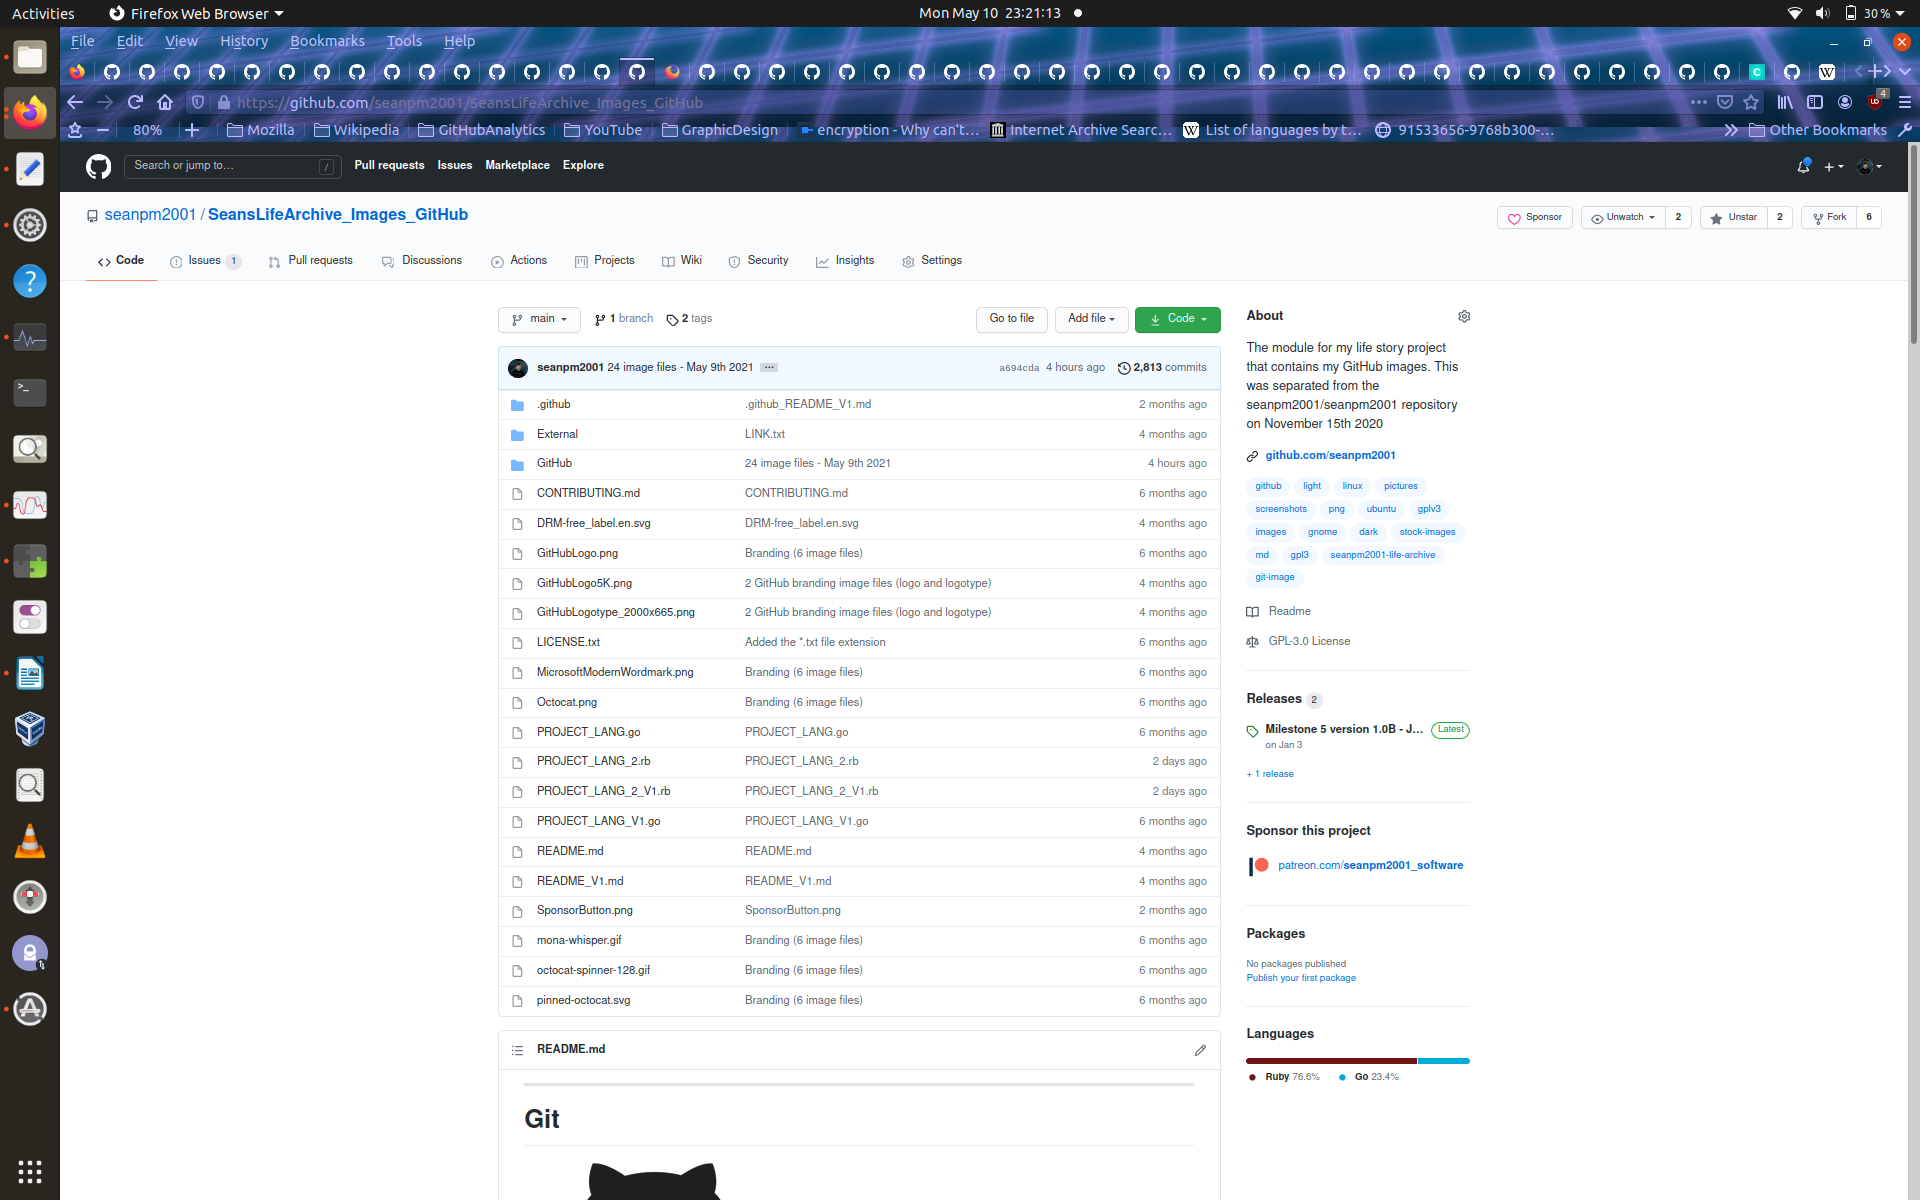 Activities
Firefox Web Browser
Mon May 10 23:21:13
30 %
File Edit View History Bookmarks Tools Help
https://github.com/seanpm2001/SeansLifeArchive_Images_GitHub
4
80%
Mozilla
Wikipedia
GitHubAnalytics
YouTube
GraphicDesign
encryption - Why can't…
Internet Archive Searc…
List of languages by t…
91533656-9768b300-…
Other Bookmarks
Search or jump to…
/
Pull requests Issues Marketplace Explore
seanpm2001 / SeansLifeArchive_Images_GitHub
Sponsor
Unwatch 2
Unstar 2
Fork 6
Code
Issues 1
Pull requests
Discussions
Actions
Projects
Wiki
Security
Insights
Settings
main
1 branch
2 tags
Go to file
Add file
Code
seanpm2001 24 image files - May 9th 2021 ...
a694cda 4 hours ago
2,813 commits
.github .github_README_V1.md 2 months ago
External LINK.txt 4 months ago
GitHub 24 image files - May 9th 2021 4 hours ago
CONTRIBUTING.md CONTRIBUTING.md 6 months ago
DRM-free_label.en.svg DRM-free_label.en.svg 4 months ago
GitHubLogo.png Branding (6 image files) 6 months ago
GitHubLogo5K.png 2 GitHub branding image files (logo and logotype) 4 months ago
GitHubLogotype_2000x665.png 2 GitHub branding image files (logo and logotype) 4 months ago
LICENSE.txt Added the *.txt file extension 6 months ago
MicrosoftModernWordmark.png Branding (6 image files) 6 months ago
Octocat.png Branding (6 image files) 6 months ago
PROJECT_LANG.go PROJECT_LANG.go 6 months ago
PROJECT_LANG_2.rb PROJECT_LANG_2.rb 2 days ago
PROJECT_LANG_2_V1.rb PROJECT_LANG_2_V1.rb 2 days ago
PROJECT_LANG_V1.go PROJECT_LANG_V1.go 6 months ago
README.md README.md 4 months ago
README_V1.md README_V1.md 4 months ago
SponsorButton.png SponsorButton.png 2 months ago
mona-whisper.gif Branding (6 image files) 6 months ago
octocat-spinner-128.gif Branding (6 image files) 6 months ago
pinned-octocat.svg Branding (6 image files) 6 months ago
README.md
Git
About
The module for my life story project
that contains my GitHub images. This
was separated from the
seanpm2001/seanpm2001 repository
on November 15th 2020
github.com/seanpm2001
github light linux pictures
screenshots png ubuntu gplv3
images gnome dark stock-images
md gpl3 seanpm2001-life-archive
git-image
Readme
GPL-3.0 License
Releases 2
Milestone 5 version 1.0B - J... Latest
on Jan 3
+ 1 release
Sponsor this project
patreon.com/seanpm2001_software
Packages
No packages published
Publish your first package
Languages
Ruby 76.6% Go 23.4%